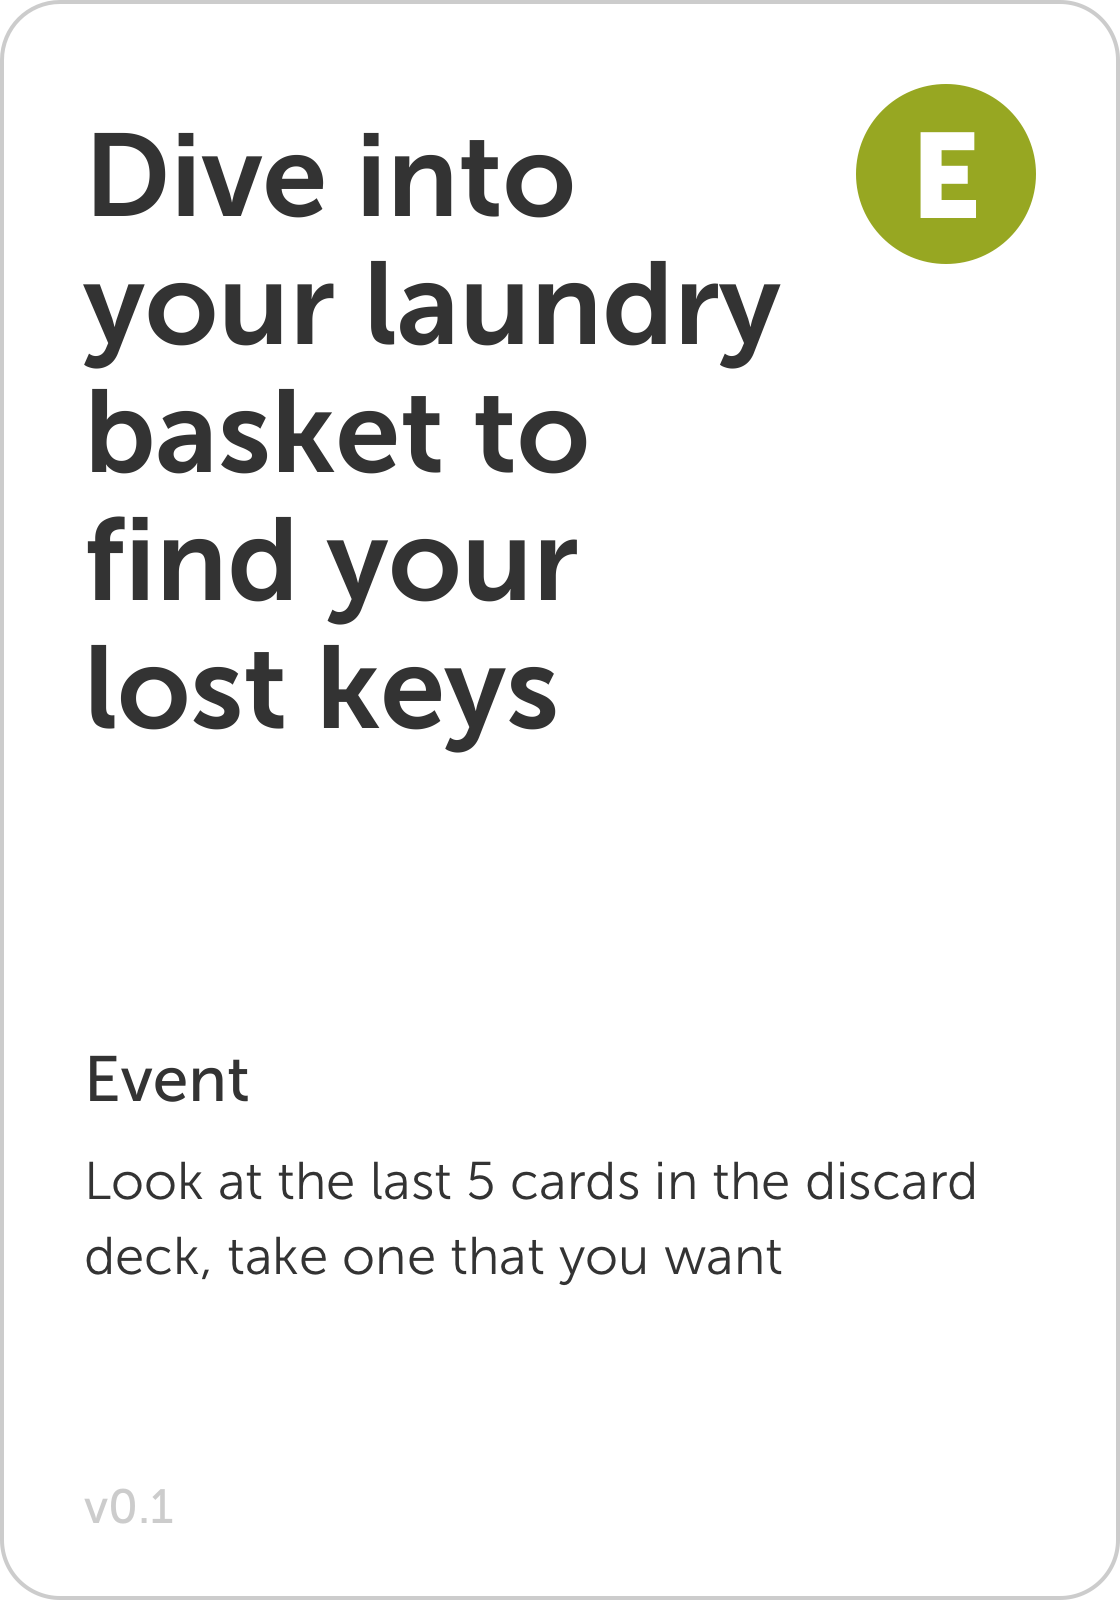 Dive into
your laundry
basket to
find your
lost keys
E
Event
Look at the last 5 cards in the discard
deck, take one that you want
v0.1